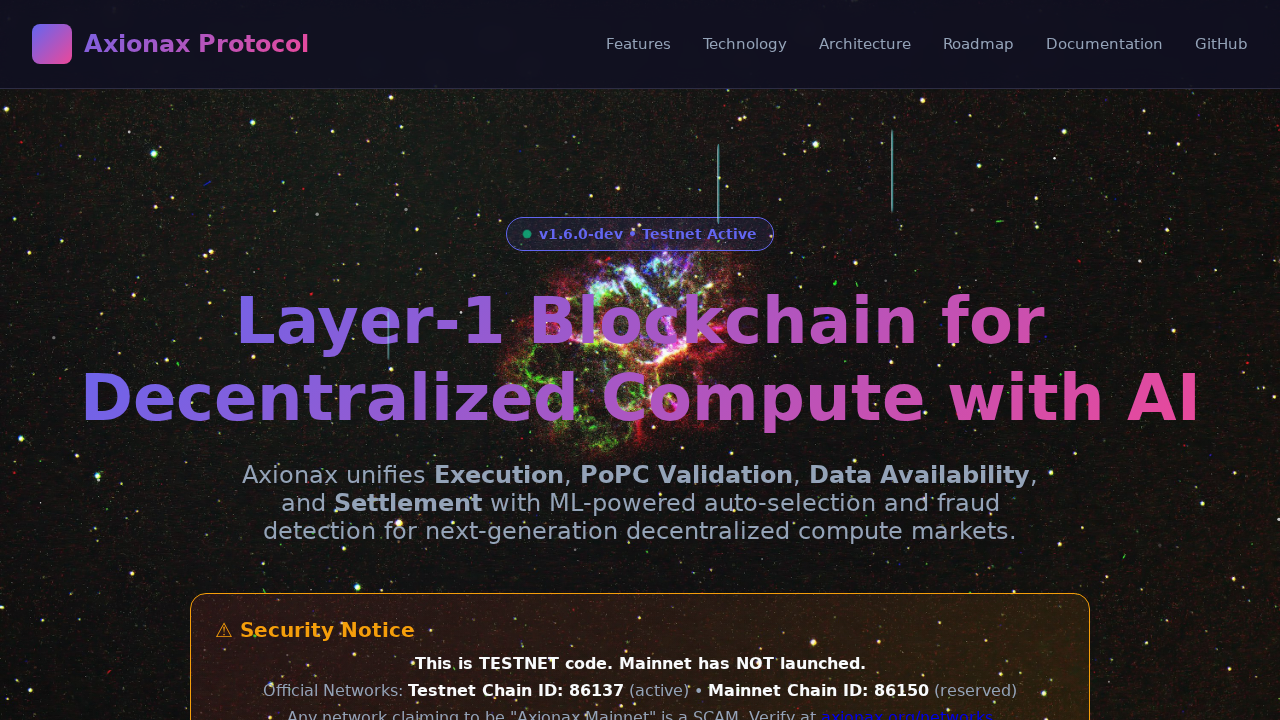 Axionax Protocol
Features Technology Architecture Roadmap Documentation GitHub
v1.6.0-dev • Testnet Active
Layer-1 Blockchain for
Decentralized Compute with AI
Axionax unifies Execution, PoPC Validation, Data Availability,
and Settlement with ML-powered auto-selection and fraud
detection for next-generation decentralized compute markets.
⚠ Security Notice
This is TESTNET code. Mainnet has NOT launched.
Official Networks: Testnet Chain ID: 86137 (active) • Mainnet Chain ID: 86150 (reserved)
Any network claiming to be "Axionax Mainnet" is a SCAM. Verify at axionax.org/networks